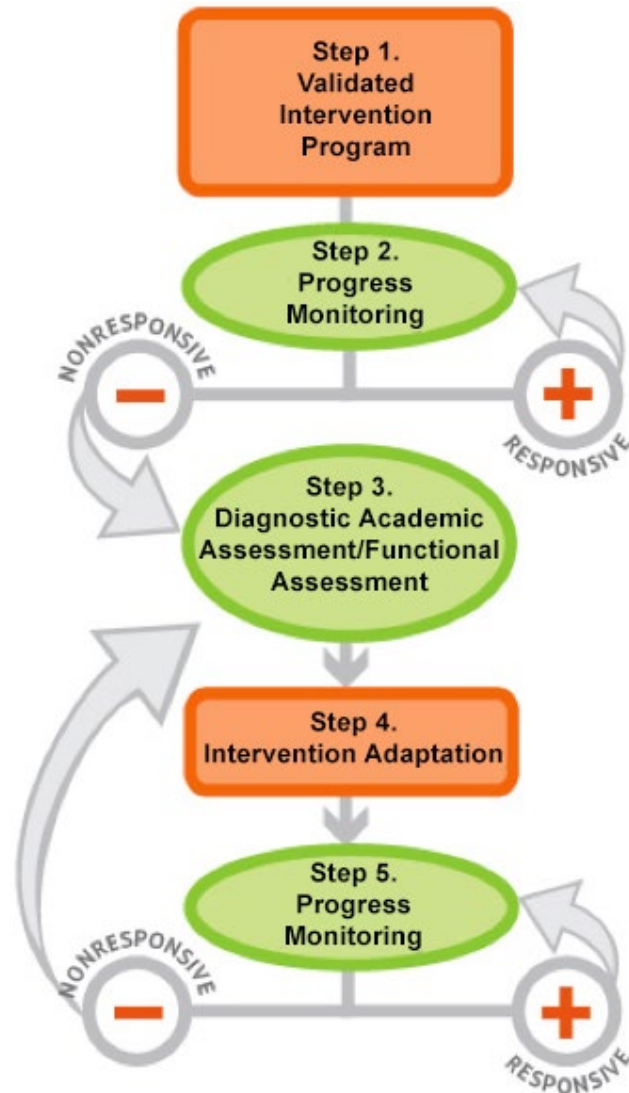 Step 1.
Validated
Intervention
Program
Step 2.
Progress
Monitoring
NONRESPONSIVE
−
+
RESPONSIVE
Step 3.
Diagnostic Academic
Assessment/Functional
Assessment
Step 4.
Intervention Adaptation
Step 5.
Progress
Monitoring
NONRESPONSIVE
−
+
RESPONSIVE